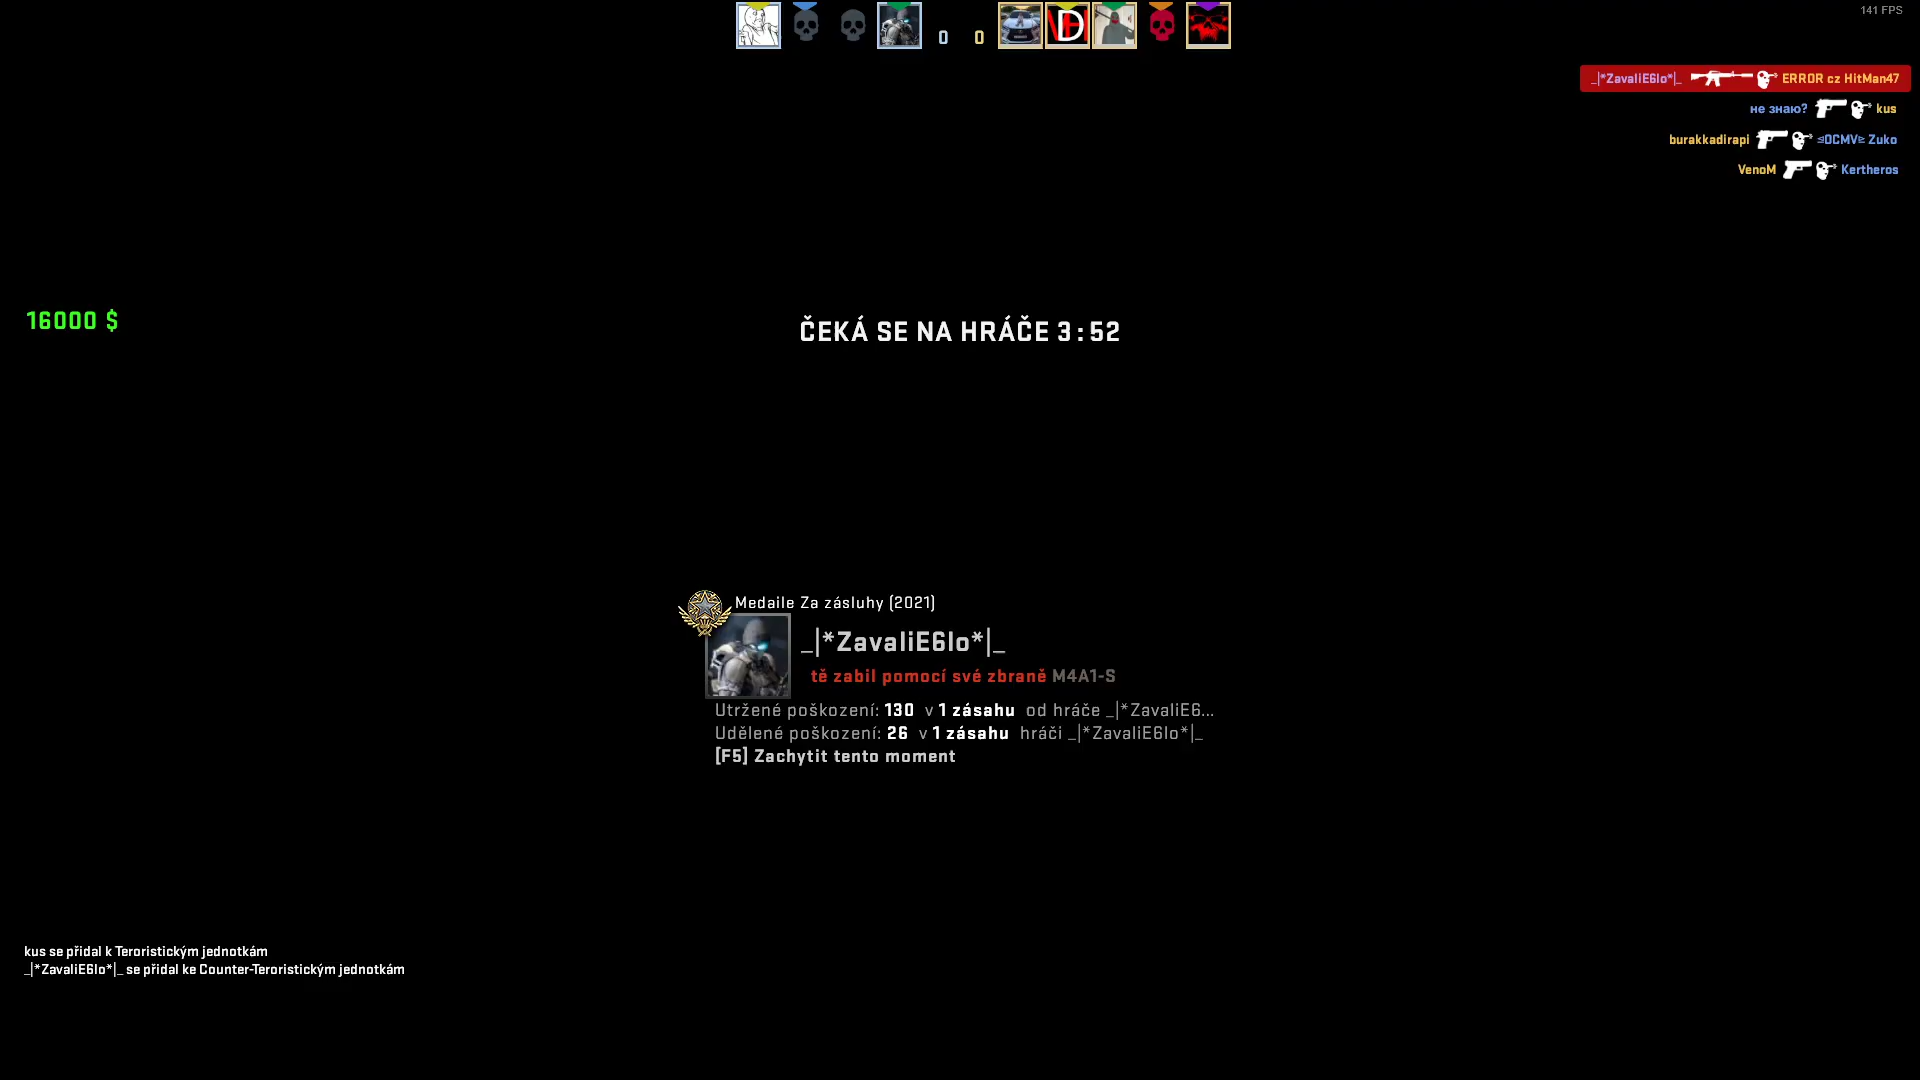 141 FPS
0 0
D
_|*ZavaliE6lo*|_ ERROR cz HitMan47
не знаю? kus
burakkadirapi ⊴OCMV⊵ Zuko
VenoM Kertheros
16000 $
ČEKÁ SE NA HRÁČE 3:52
Medaile Za zásluhy (2021)
_|*ZavaliE6lo*|_
tě zabil pomocí své zbraně M4A1-S
Utržené poškození: 130 v 1 zásahu od hráče _|*ZavaliE6...
Udělené poškození: 26 v 1 zásahu hráči _|*ZavaliE6lo*|_
[F5] Zachytit tento moment
kus se přidal k Teroristickým jednotkám
_|*ZavaliE6lo*|_ se přidal ke Counter-Teroristickým jednotkám